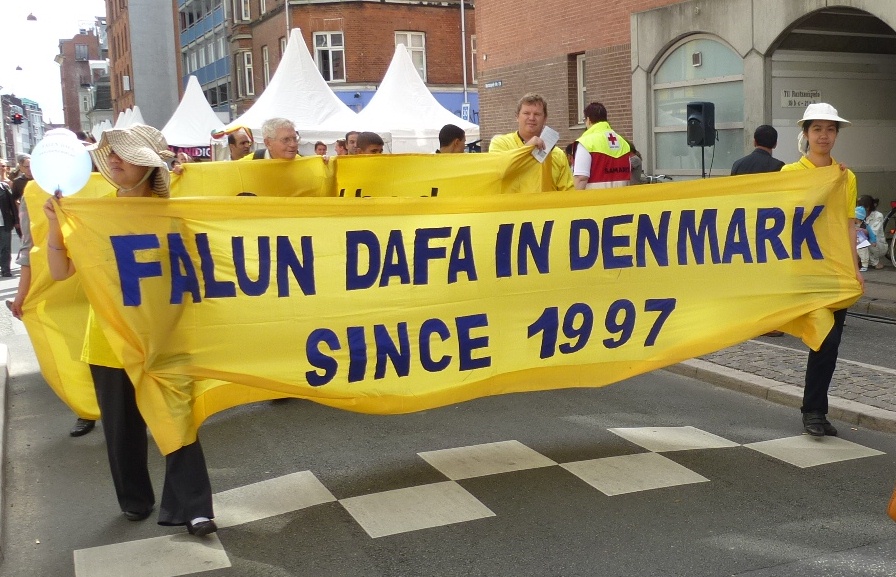 FALUN DAFA IN DENMARK
SINCE 1997